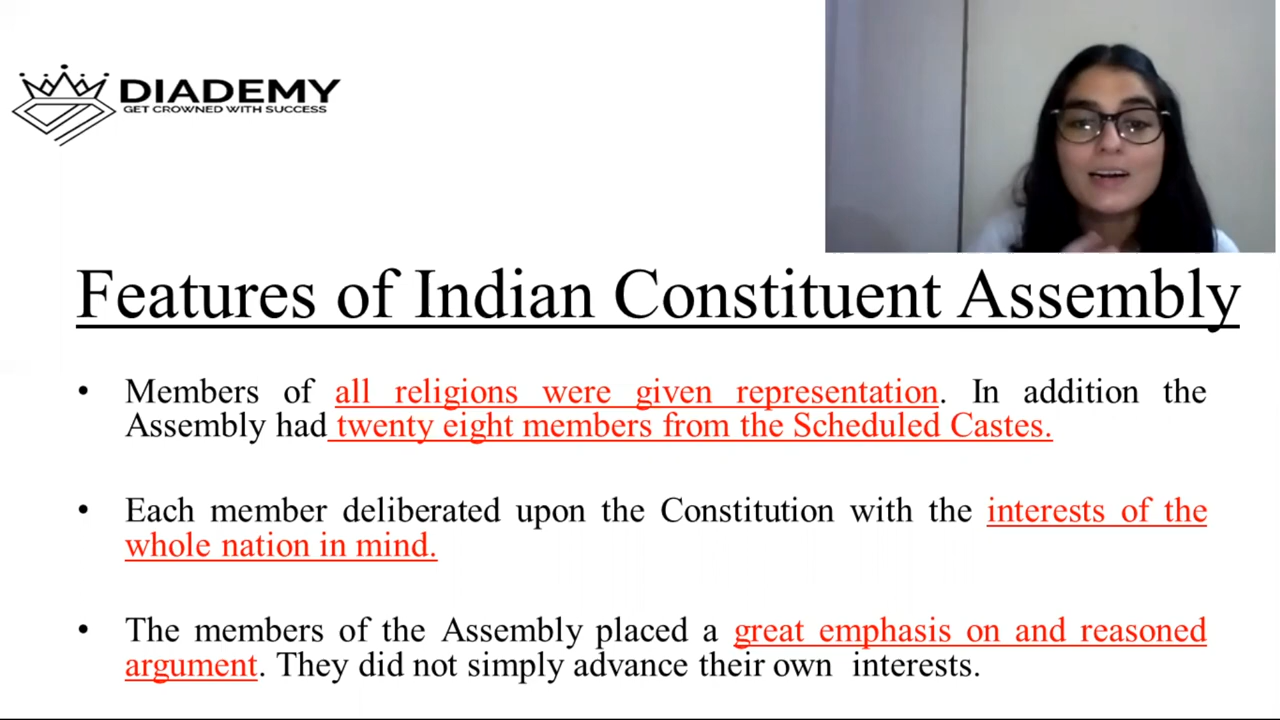 DIADEMY
GET CROWNED WITH SUCCESS
Features of Indian Constituent Assembly
• Members of all religions were given representation. In addition the
Assembly had twenty eight members from the Scheduled Castes.
• Each member deliberated upon the Constitution with the interests of the
whole nation in mind.
• The members of the Assembly placed a great emphasis on and reasoned
argument. They did not simply advance their own interests.